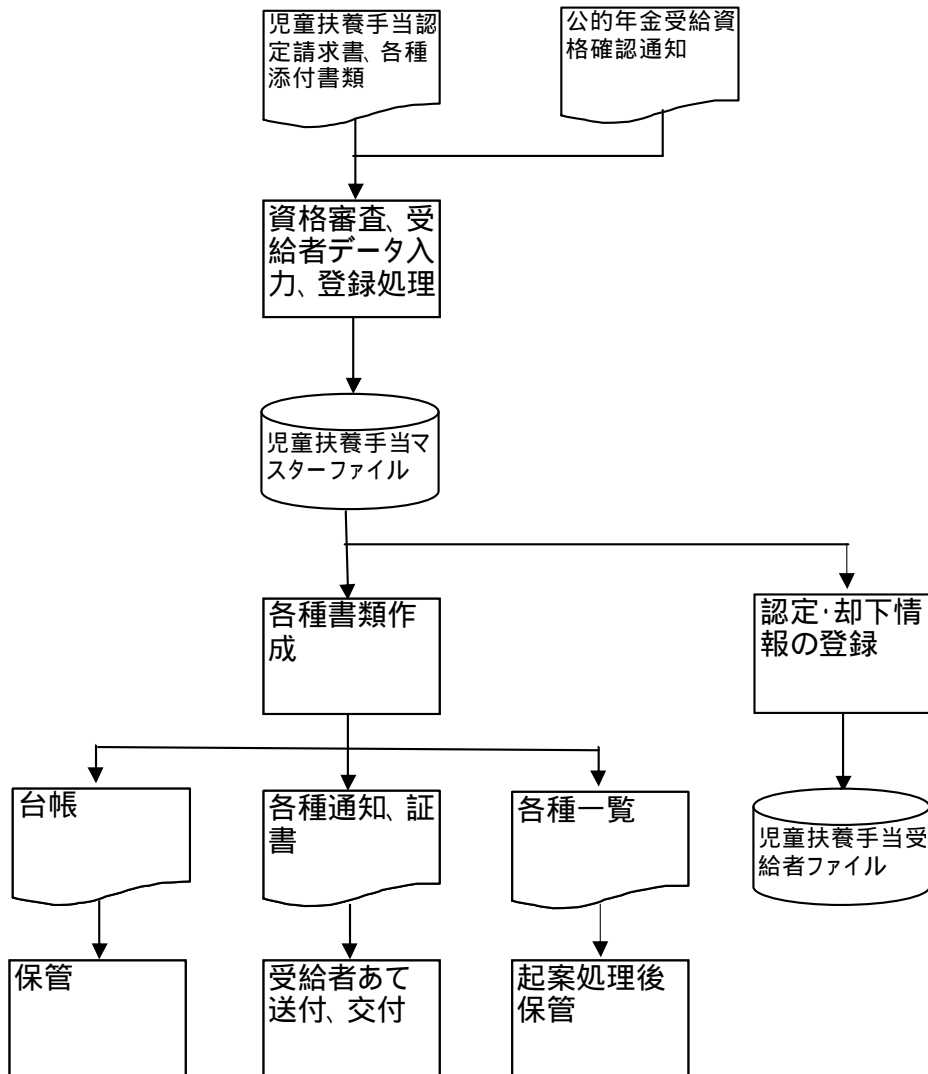 児童扶養手当認
定請求書、各種
添付書類
公的年金受給資
格確認通知
資格審査、受
給者データ入
力、登録処理
児童扶養手当マ
スターファイル
各種書類作
成
認定・却下情
報の登録
台帳
各種通知、証
書
各種一覧
児童扶養手当受
給者ファイル
保管
受給者あて
送付、交付
起案処理後
保管